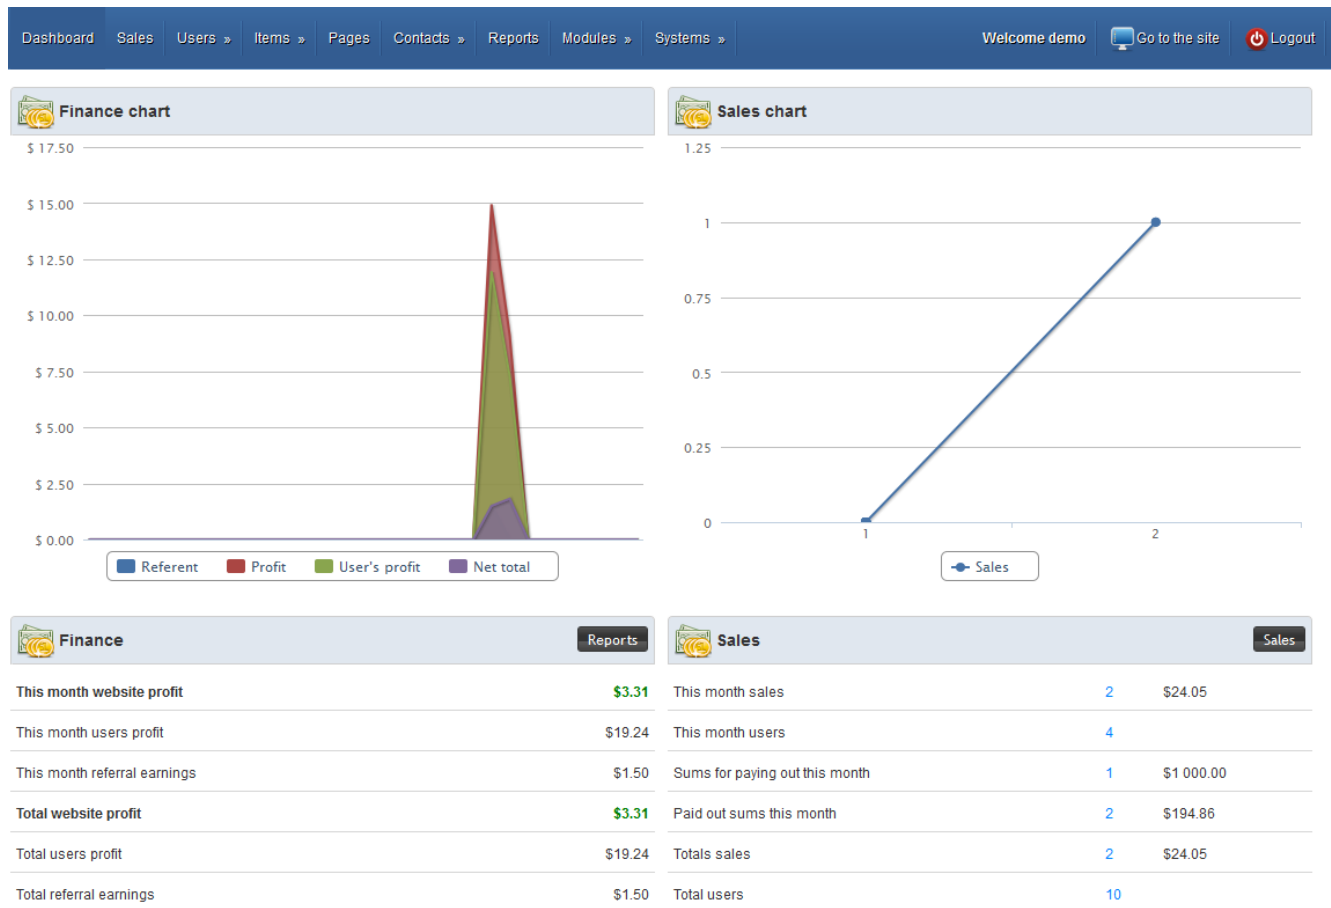 Dashboard Sales Users » Items » Pages Contacts » Reports Modules » Systems » Welcome demo Go to the site Logout
Finance chart
$ 17.50
$ 15.00
$ 12.50
$ 10.00
$ 7.50
$ 5.00
$ 2.50
$ 0.00
Referent Profit User's profit Net total
Sales chart
1.25
1
0.75
0.5
0.25
0
1 2
Sales
Finance Reports
This month website profit $3.31
This month users profit $19.24
This month referral earnings $1.50
Total website profit $3.31
Total users profit $19.24
Total referral earnings $1.50
Sales Sales
This month sales 2 $24.05
This month users 4
Sums for paying out this month 1 $1 000.00
Paid out sums this month 2 $194.86
Totals sales 2 $24.05
Total users 10